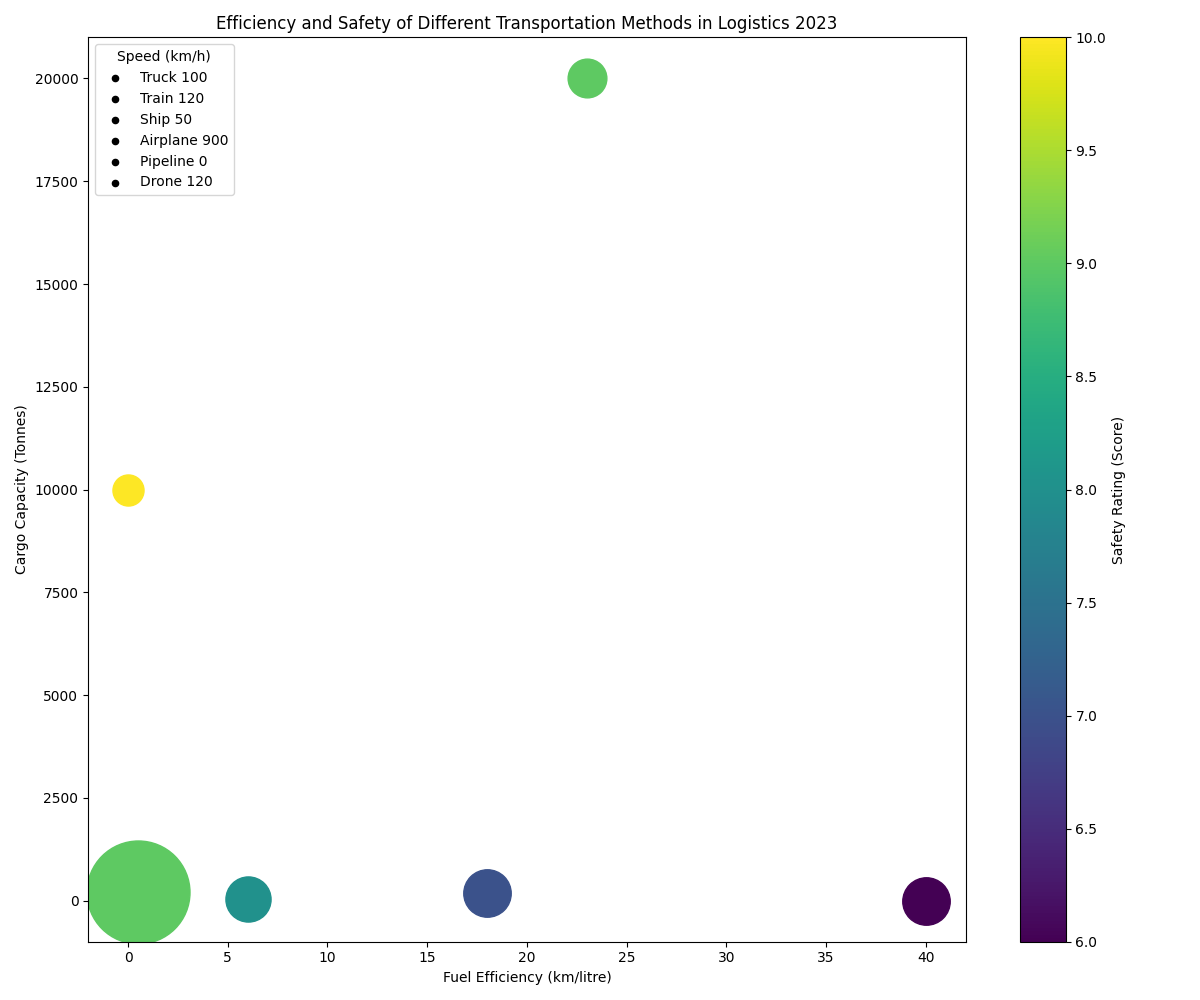 Efficiency and Safety of Different Transportation Methods in Logistics 2023
Speed (km/h)
Truck 100
Train 120
Ship 50
Airplane 900
Pipeline 0
Drone 120
20000
17500
15000
12500
10000
7500
5000
2500
0
Cargo Capacity (Tonnes)
0 5 10 15 20 25 30 35 40
Fuel Efficiency (km/litre)
10.0
9.5
9.0
8.5
8.0
7.5
7.0
6.5
6.0
Safety Rating (Score)